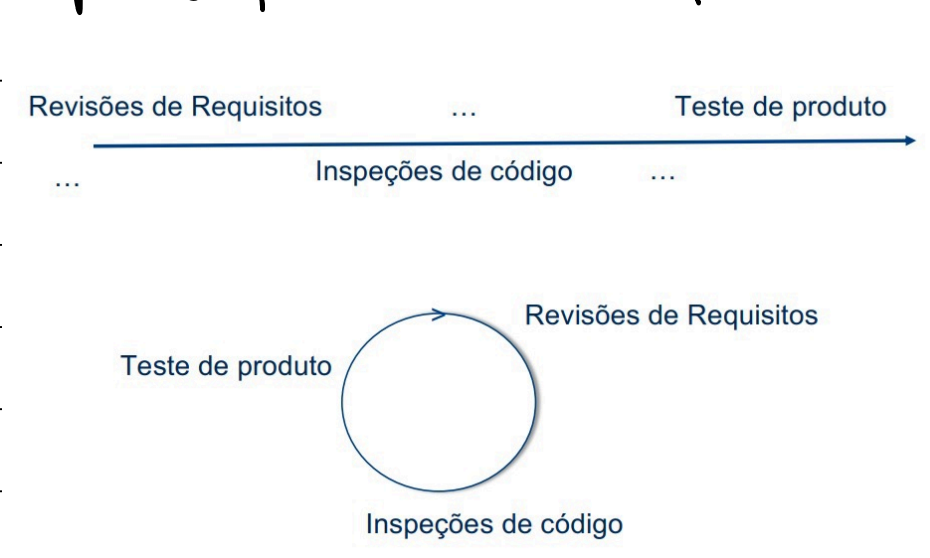 Revisões de Requisitos ... Teste de produto
... Inspeções de código ...
Revisões de Requisitos
Teste de produto
Inspeções de código